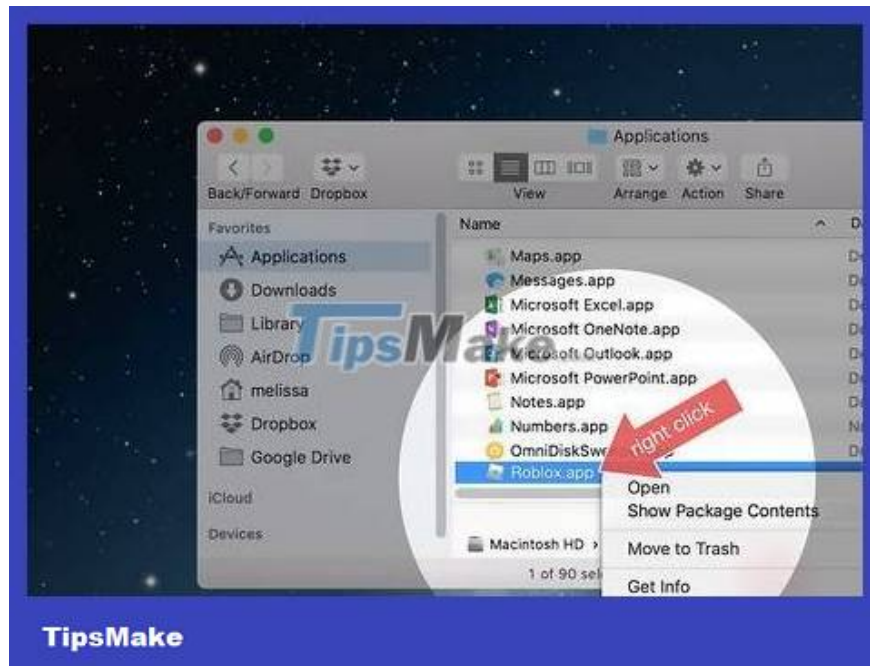 Applications
Back/Forward Dropbox View Arrange Action Share
Favorites
Applications
Downloads
Library
AirDrop
melissa
Dropbox
Google Drive
iCloud
Devices
Name
Maps.app
Messages.app
Microsoft Excel.app
Microsoft OneNote.app
Microsoft Outlook.app
Microsoft PowerPoint.app
Notes.app
Numbers.app
Roblox.app
right click
Open
Show Package Contents
Move to Trash
Get Info
Macintosh HD
1 of 90
TipsMake
TipsMake